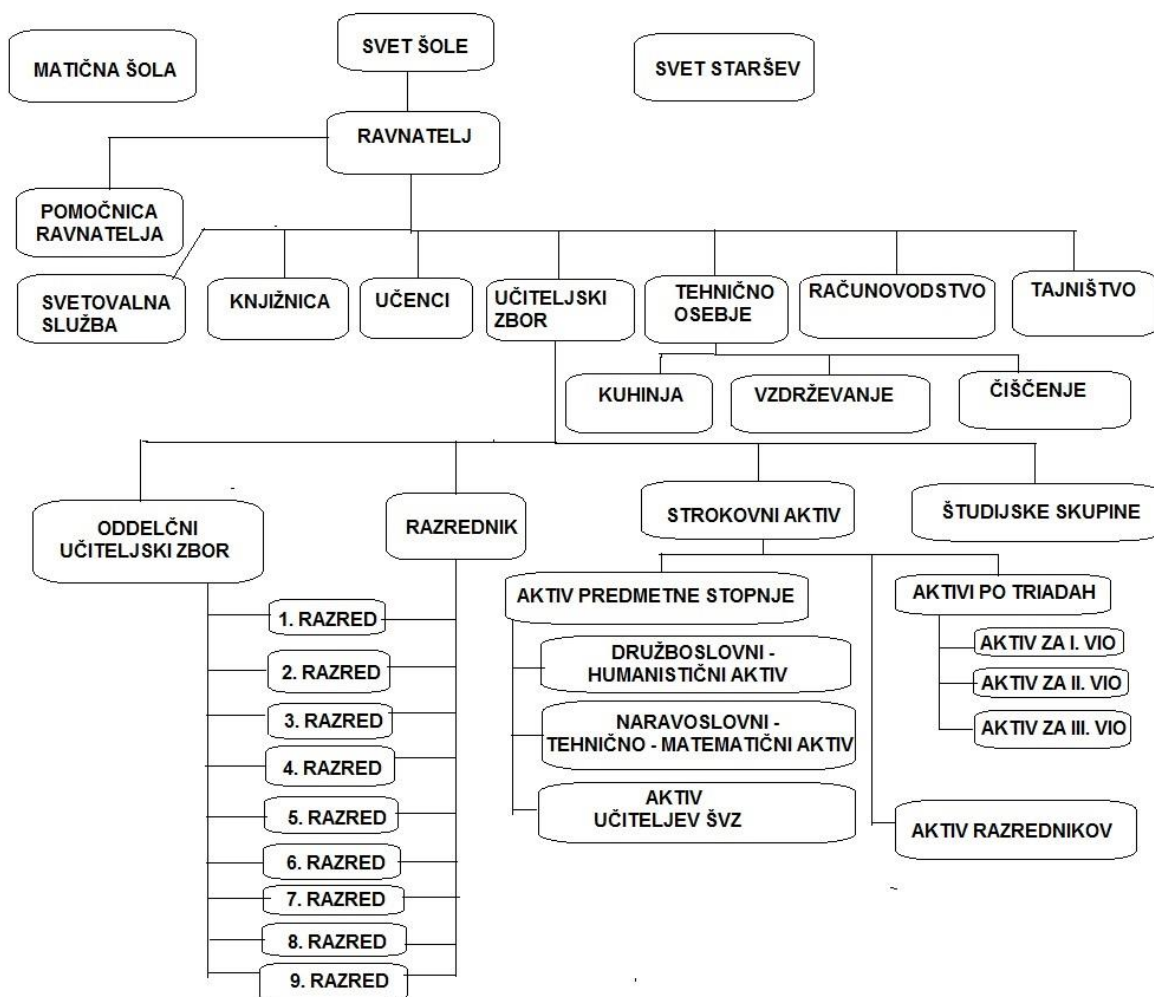 MATIČNA ŠOLA
SVET ŠOLE
SVET STARŠEV
RAVNATELJ
POMOČNICA
RAVNATELJA
SVETOVALNA
SLUŽBA
KNJIŽNICA
UČENCI
UČITELJSKI
ZBOR
TEHNIČNO
OSEBJE
RAČUNOVODSTVO
TAJNIŠTVO
KUHINJA
VZDRŽEVANJE
ČIŠČENJE
ODDELČNI
UČITELJSKI ZBOR
RAZREDNIK
STROKOVNI AKTIV
ŠTUDIJSKE SKUPINE
1. RAZRED
2. RAZRED
3. RAZRED
4. RAZRED
5. RAZRED
6. RAZRED
7. RAZRED
8. RAZRED
9. RAZRED
AKTIV PREDMETNE STOPNJE
DRUŽBOSLOVNI -
HUMANISTIČNI AKTIV
NARAVOSLOVNI -
TEHNIČNO - MATEMATIČNI AKTIV
AKTIV
UČITELJEV ŠVZ
AKTIVI PO TRIADAH
AKTIV ZA I. VIO
AKTIV ZA II. VIO
AKTIV ZA III. VIO
AKTIV RAZREDNIKOV